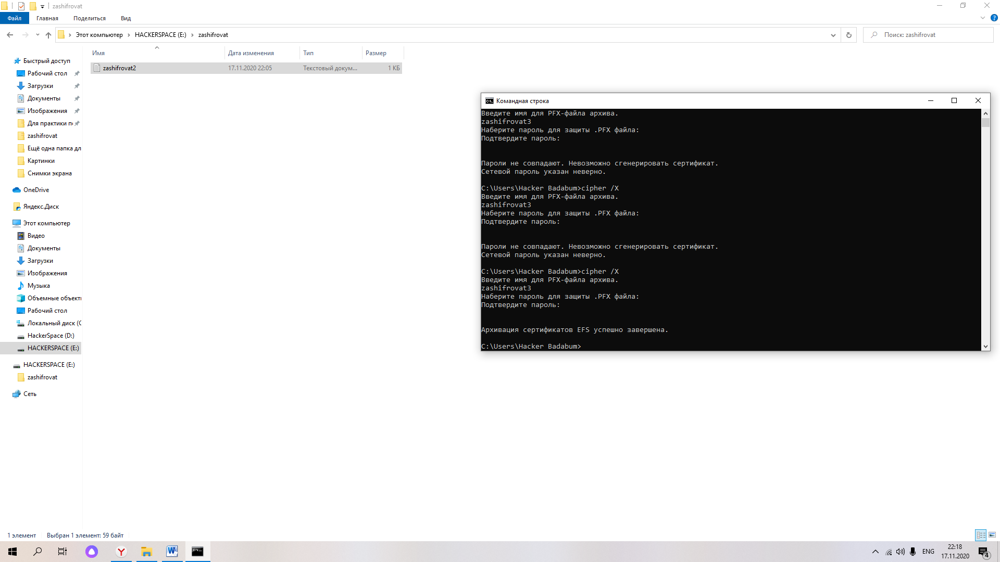 zashifrovat
Файл Главная Поделиться Вид
Этот компьютер HACKERSPACE (E:) zashifrovat
Поиск: zashifrovat
Быстрый доступ
Рабочий стол
Загрузки
Документы
Изображения
Для практики п
zashifrovat
Ещё одна папка дл
Картинки
Снимки экрана
OneDrive
Яндекс.Диск
Этот компьютер
Видео
Документы
Загрузки
Изображения
Музыка
Объемные объект
Рабочий стол
Локальный диск (C
HackerSpace (D:)
HACKERSPACE (E:)
HACKERSPACE (E:)
zashifrovat
Сеть
Имя Дата изменения Тип Размер
zashifrovat2 17.11.2020 22:05 Текстовый докум... 1 КБ
Командная строка
Введите имя для PFX-файла архива.
zashifrovat3
Наберите пароль для защиты .PFX файла:
Подтвердите пароль:
Пароли не совпадают. Невозможно сгенерировать сертификат.
Сетевой пароль указан неверно.
C:\Users\Hacker Badabum>cipher /X
Введите имя для PFX-файла архива.
zashifrovat3
Наберите пароль для защиты .PFX файла:
Подтвердите пароль:
Пароли не совпадают. Невозможно сгенерировать сертификат.
Сетевой пароль указан неверно.
C:\Users\Hacker Badabum>cipher /X
Введите имя для PFX-файла архива.
zashifrovat3
Наберите пароль для защиты .PFX файла:
Подтвердите пароль:
Архивация сертификатов EFS успешно завершена.
C:\Users\Hacker Badabum>
1 элемент Выбран 1 элемент: 59 байт
ENG
22:18
17.11.2020
4